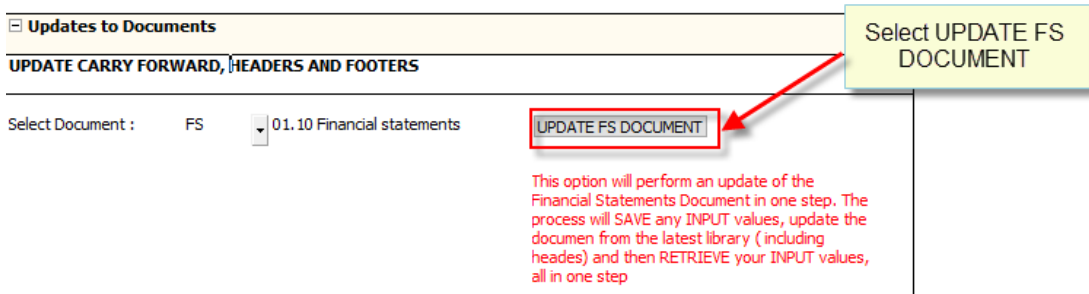 Updates to Documents
Select UPDATE FS
DOCUMENT
UPDATE CARRY FORWARD, HEADERS AND FOOTERS
Select Document : FS 01.10 Financial statements UPDATE FS DOCUMENT
This option will perform an update of the
Financial Statements Document in one step. The
process will SAVE any INPUT values, update the
documen from the latest library ( including
heades) and then RETRIEVE your INPUT values,
all in one step